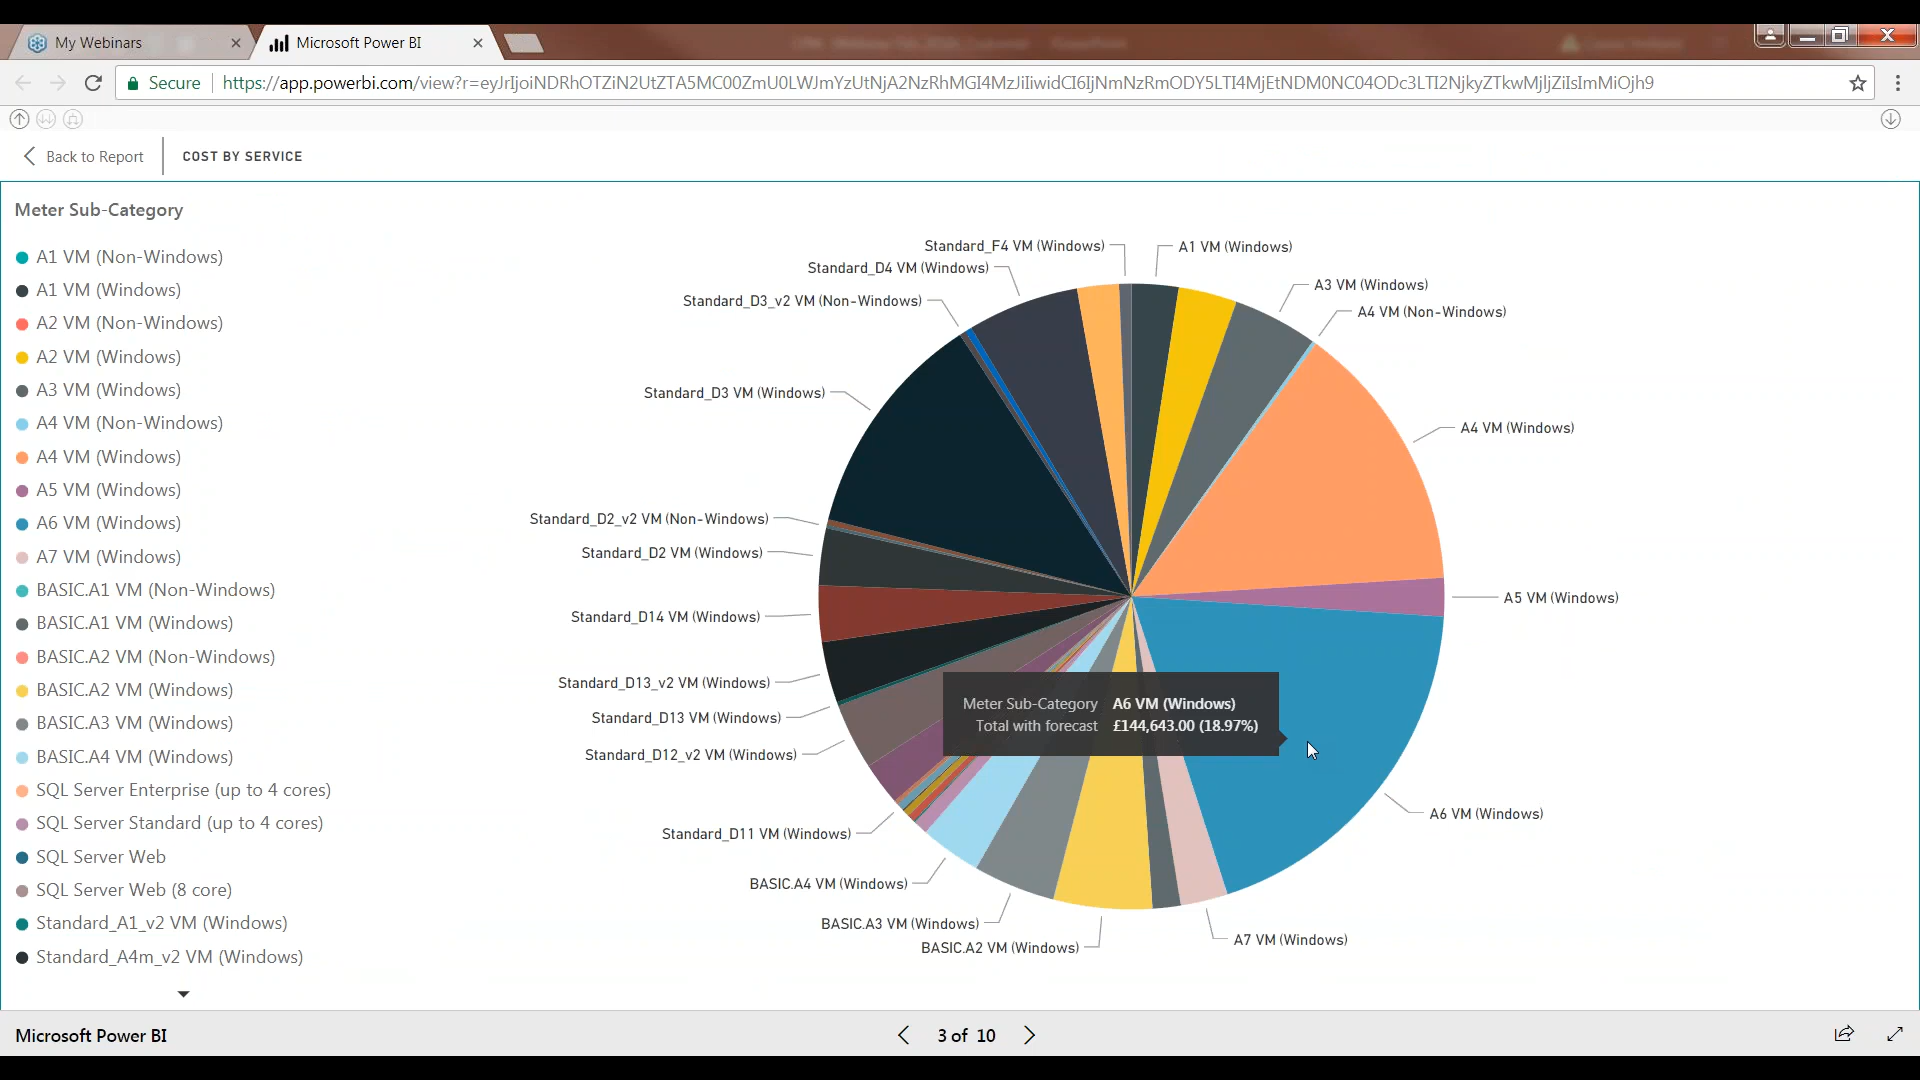 My Webinars
Microsoft Power BI
Secure
https://app.powerbi.com/view?r=eyJrIjoiNDRhOTZiN2UtZTA5MC00ZmU0LWJmYzUtNjA2NzRhMGI4MzJiIiwidCI6IjNmNzRmODY5LTI4MjEtNDM0NC04ODc3LTI2NjkyZTkwMjljZiIsImMiOjh9
Back to Report
COST BY SERVICE
Meter Sub-Category
A1 VM (Non-Windows)
A1 VM (Windows)
A2 VM (Non-Windows)
A2 VM (Windows)
A3 VM (Windows)
A4 VM (Non-Windows)
A4 VM (Windows)
A5 VM (Windows)
A6 VM (Windows)
A7 VM (Windows)
BASIC.A1 VM (Non-Windows)
BASIC.A1 VM (Windows)
BASIC.A2 VM (Non-Windows)
BASIC.A2 VM (Windows)
BASIC.A3 VM (Windows)
BASIC.A4 VM (Windows)
SQL Server Enterprise (up to 4 cores)
SQL Server Standard (up to 4 cores)
SQL Server Web
SQL Server Web (8 core)
Standard_A1_v2 VM (Windows)
Standard_A4m_v2 VM (Windows)
Standard_F4 VM (Windows)
A1 VM (Windows)
Standard_D4 VM (Windows)
A3 VM (Windows)
Standard_D3_v2 VM (Non-Windows)
A4 VM (Non-Windows)
Standard_D3 VM (Windows)
A4 VM (Windows)
Standard_D2_v2 VM (Non-Windows)
Standard_D2 VM (Windows)
A5 VM (Windows)
Standard_D14 VM (Windows)
Standard_D13_v2 VM (Windows)
Standard_D13 VM (Windows)
Standard_D12_v2 VM (Windows)
Meter Sub-Category A6 VM (Windows)
Total with forecast £144,643.00 (18.97%)
A6 VM (Windows)
Standard_D11 VM (Windows)
BASIC.A4 VM (Windows)
BASIC.A3 VM (Windows)
BASIC.A2 VM (Windows)
A7 VM (Windows)
Microsoft Power BI
3 of 10